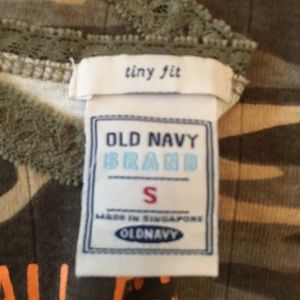 tiny fit
OLD NAVY
BRAND
S
MADE IN SINGAPORE
OLDNAVY